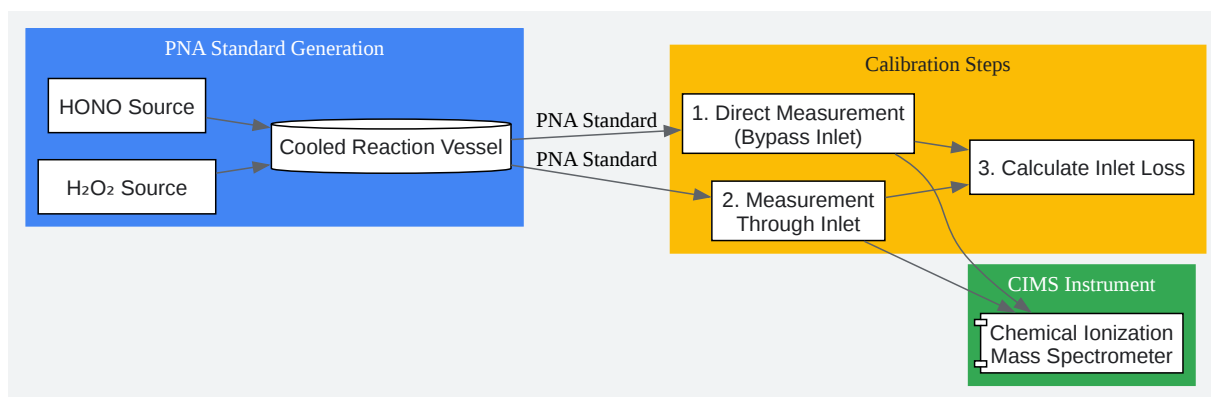 PNA Standard Generation
HONO Source
H₂O₂ Source
Cooled Reaction Vessel
PNA Standard
PNA Standard
Calibration Steps
1. Direct Measurement
(Bypass Inlet)
2. Measurement
Through Inlet
3. Calculate Inlet Loss
CIMS Instrument
Chemical Ionization
Mass Spectrometer